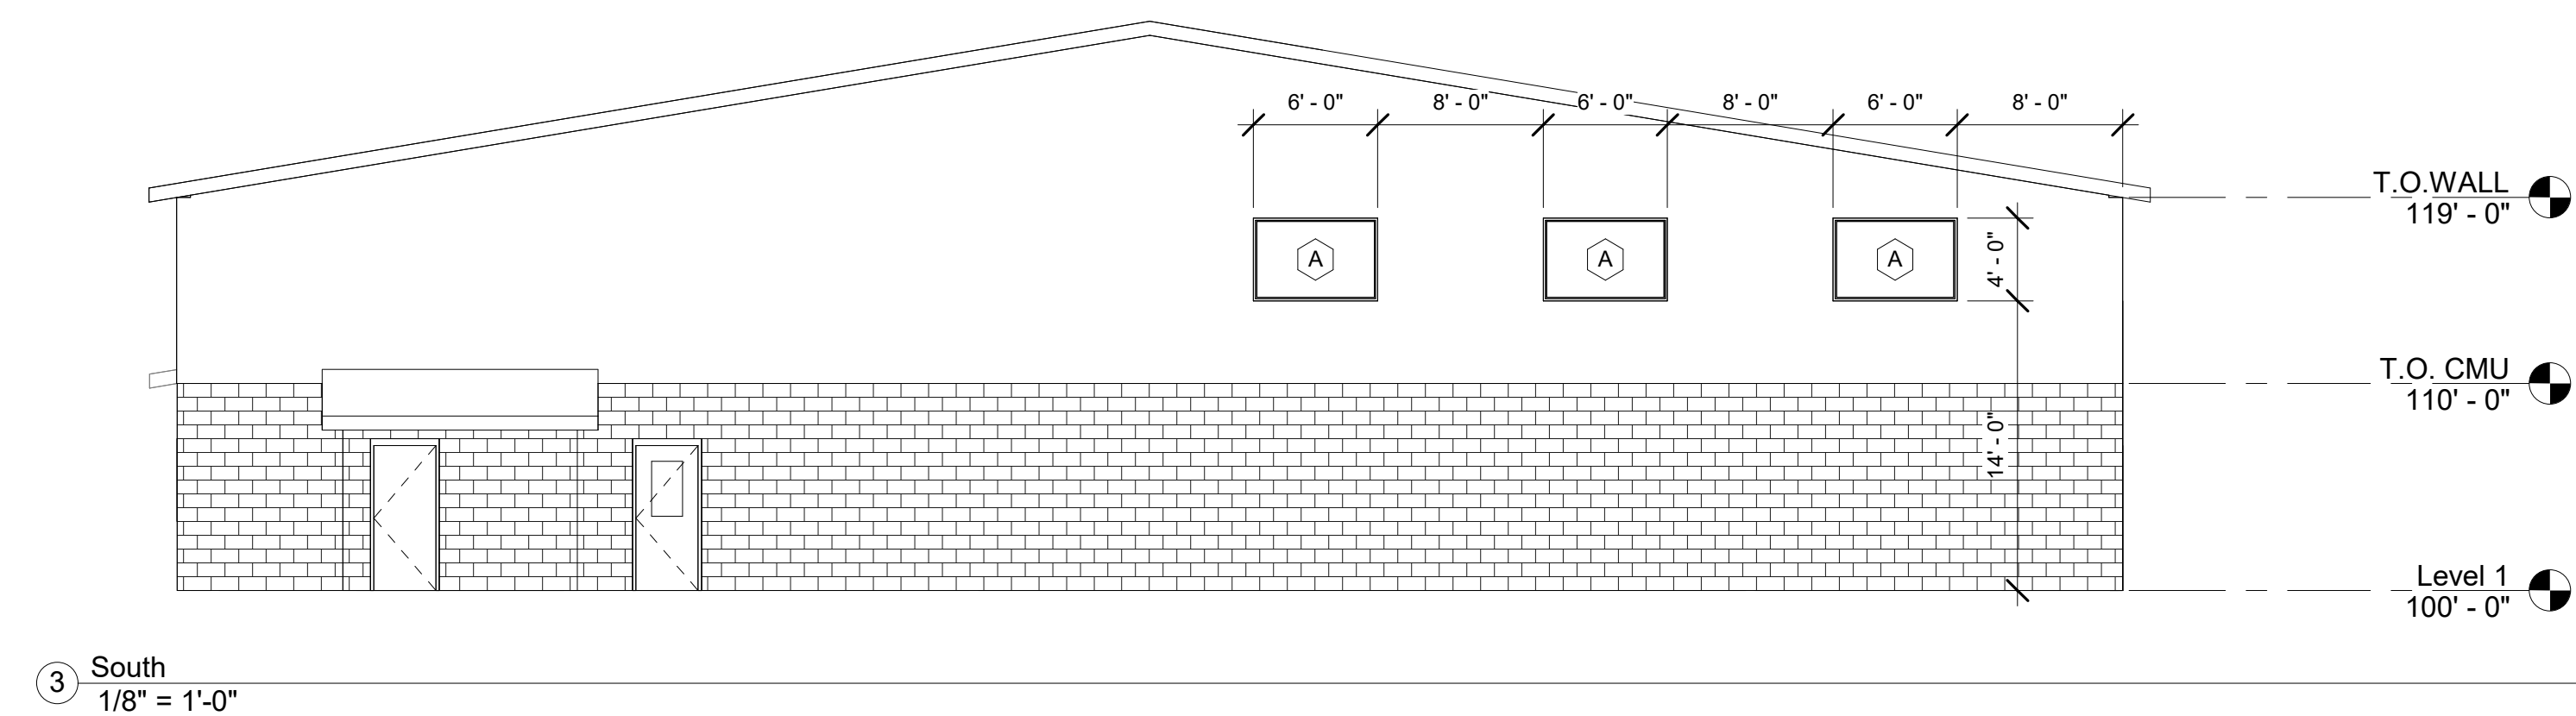 6' - 0" 8' - 0" 6' - 0" 8' - 0" 6' - 0" 8' - 0"
T.O.WALL
119' - 0"
A A A
4' - 0"
T.O. CMU
110' - 0"
14' - 0"
Level 1
100' - 0"
3 South
1/8" = 1'-0"